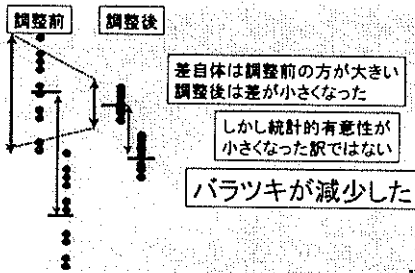 調整前
調整後
差自体は調整前の方が大きい
調整後は差が小さくなった
しかし統計的有意性が
小さくなった訳ではない
バラツキが減少した